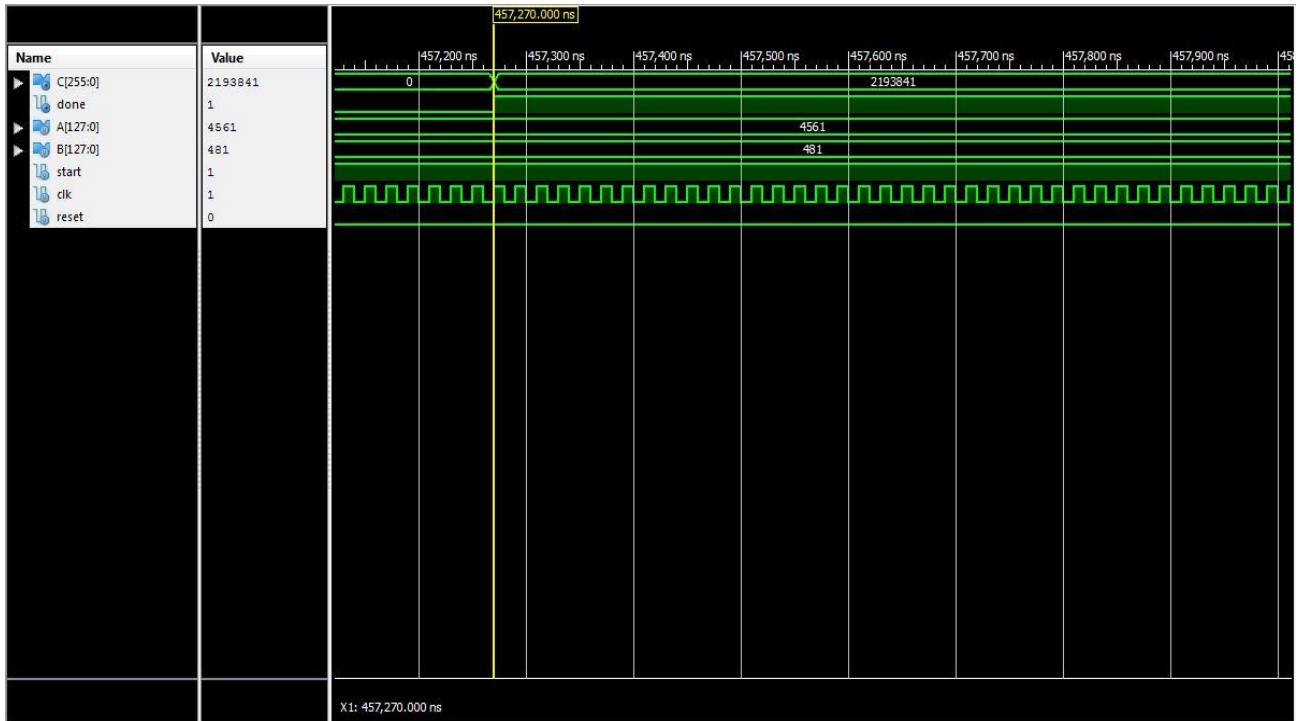 457,270.000 ns
Name Value
457,200 ns 457,300 ns 457,400 ns 457,500 ns 457,600 ns 457,700 ns 457,800 ns 457,900 ns 45
C[255:0] 2193841 0 2193841
done 1
A[127:0] 4561 4561
B[127:0] 481 481
start 1
clk 1
reset 0
X1: 457,270.000 ns